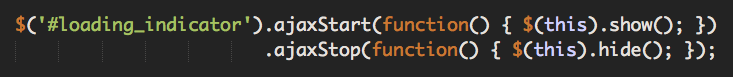 $('#loading_indicator').ajaxStart(function() { $(this).show(); })
.ajaxStop(function() { $(this).hide(); });